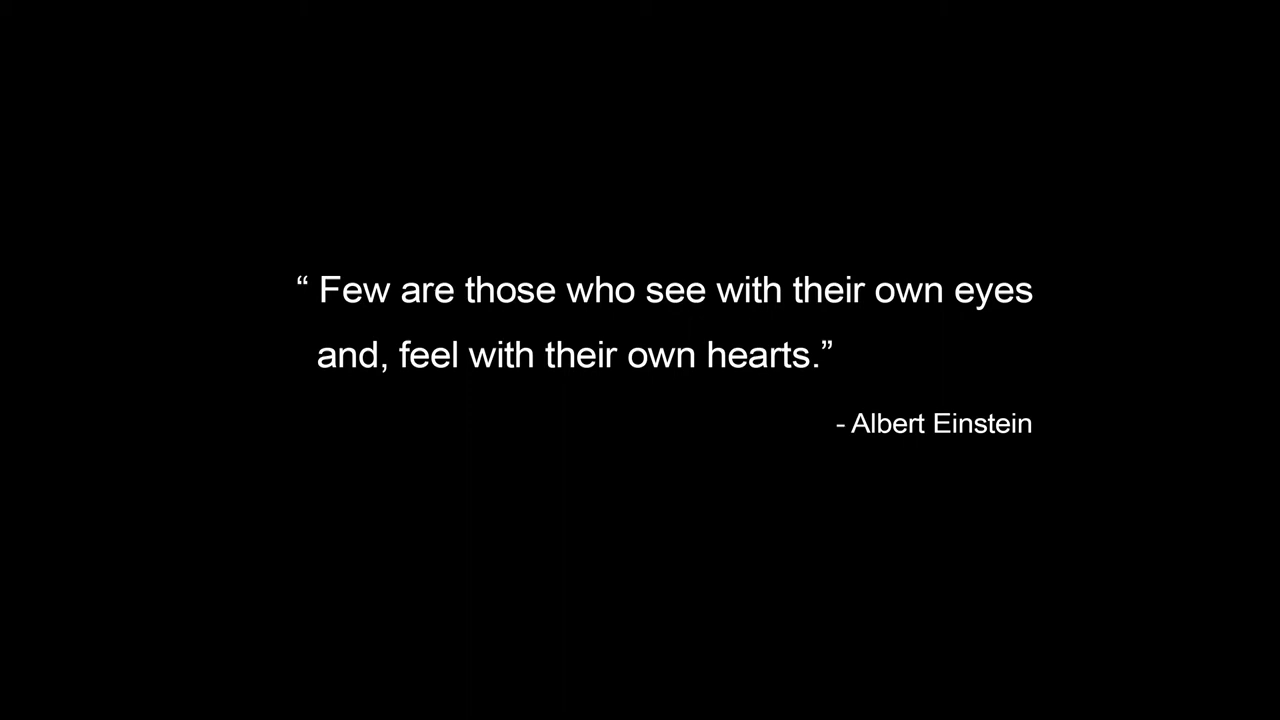 “ Few are those who see with their own eyes
and, feel with their own hearts.”
- Albert Einstein